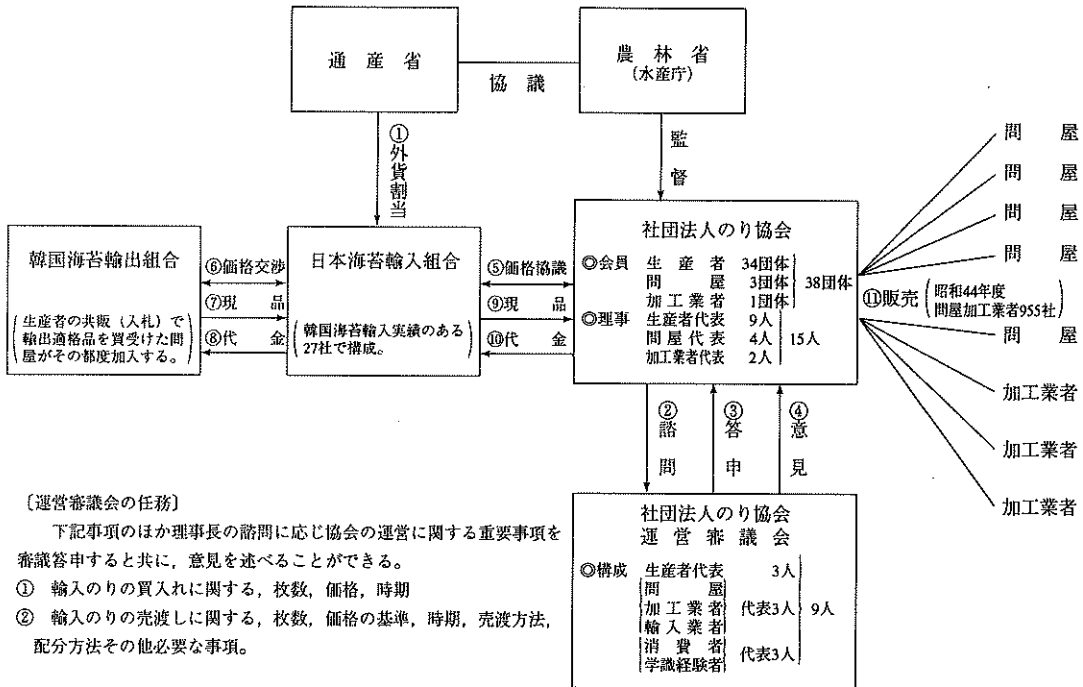 通産省
農林省
(水産庁)
協議
①外貨割当
監督
問屋
問屋
問屋
問屋
韓国海苔輸出組合
(生産者の共販(入札)で
輸出適格品を買受けた問
屋がその都度加入する。)
⑥価格交渉
⑦現品
⑧代金
日本海苔輸入組合
(韓国海苔輸入実績のある
27社で構成。)
⑤価格協議
⑨現品
⑩代金
社団法人のり協会
◎会員 生産者 34団体
問屋 3団体
加工業者 1団体
38団体
◎理事 生産者代表 9人
問屋代表 4人
加工業者代表 2人
15人
⑪販売(昭和44年度
問屋加工業者955社)
問屋
加工業者
加工業者
加工業者
②諮問
③答申
④意見
〔運営審議会の任務〕
下記事項のほか理事長の諮問に応じ協会の運営に関する重要事項を
審議答申すると共に,意見を述べることができる。
① 輸入のりの買入れに関する,枚数,価格,時期
② 輸入のりの売渡しに関する,枚数,価格の基準,時期,売渡方法,
配分方法その他必要な事項。
社団法人のり協会
運営審議会
◎構成 生産者代表 3人
問屋
加工業者 代表3人
輸入業者
消費者
学識経験者 代表3人
9人